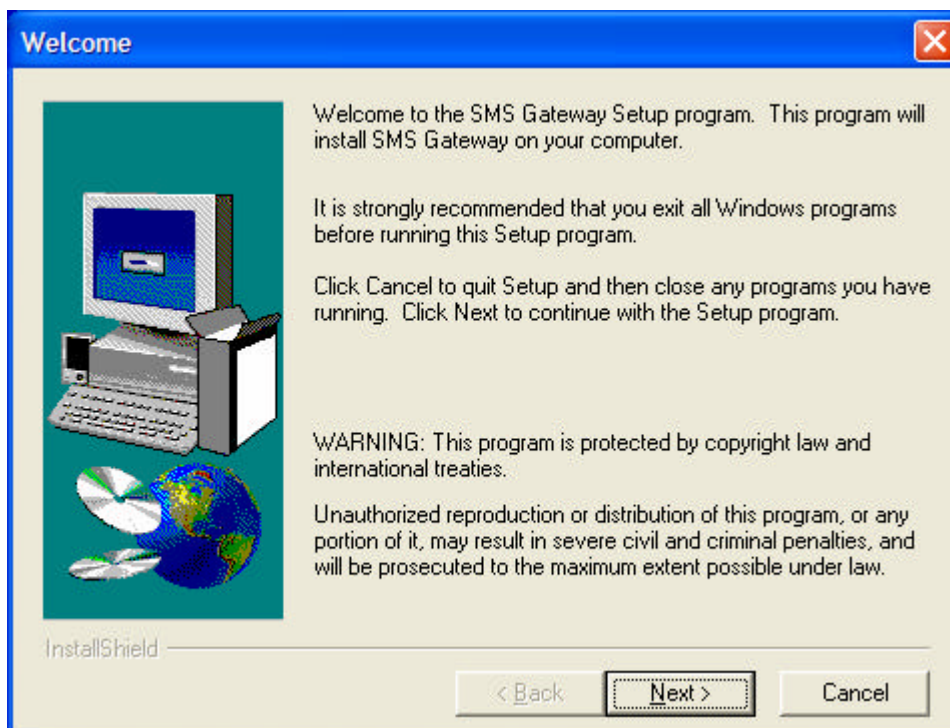 Welcome
Welcome to the SMS Gateway Setup program.  This program will
install SMS Gateway on your computer.
It is strongly recommended that you exit all Windows programs
before running this Setup program.
Click Cancel to quit Setup and then close any programs you have
running.  Click Next to continue with the Setup program.
WARNING: This program is protected by copyright law and
international treaties.
Unauthorized reproduction or distribution of this program, or any
portion of it, may result in severe civil and criminal penalties, and
will be prosecuted to the maximum extent possible under law.
InstallShield
< Back
Next >
Cancel